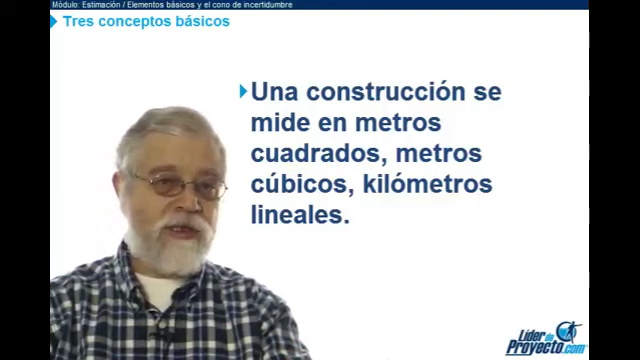 Módulo: Estimación / Elementos básicos y el cono de incertidumbre
Tres conceptos básicos
Una construcción se
mide en metros
cuadrados, metros
cúbicos, kilómetros
lineales.
Líder de
Proyecto.com